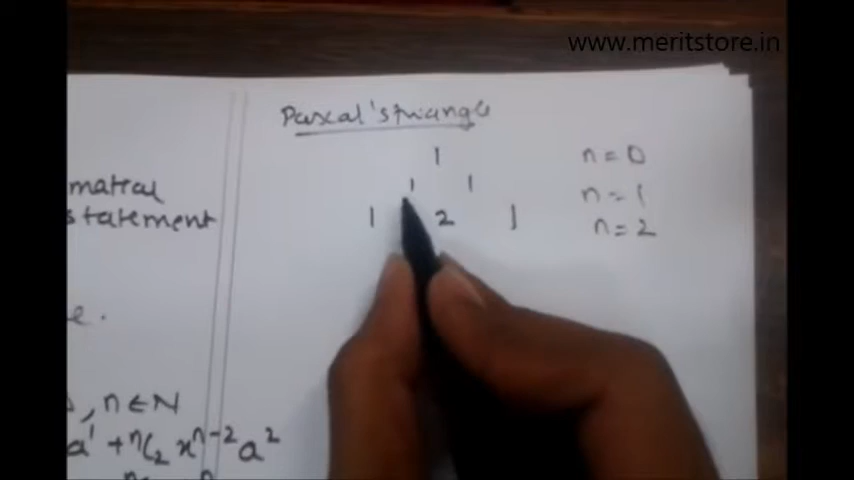 www.meritstore.in
Pascal's triangle
1 n = 0
1 1 n = 1
1 2 1 n = 2
statement
e.
, n ∈ N
a¹ + ⁿC₂ xⁿ⁻² a²